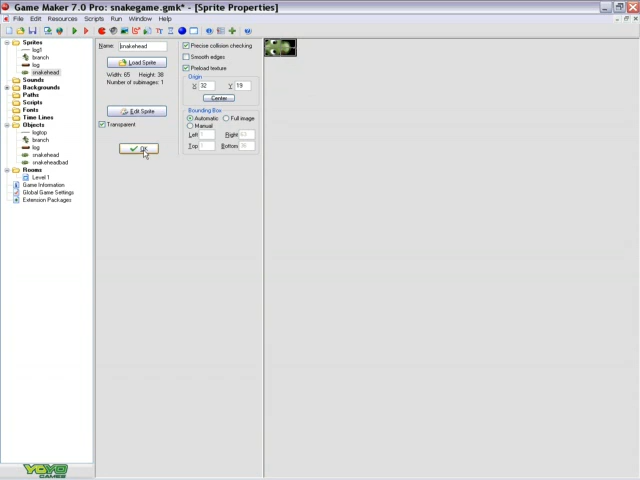 Game Maker 7.0 Pro: snakegame.gmk* - [Sprite Properties]
File Edit Resources Scripts Run Window Help
Sprites
log1
branch
log
snakehead
Sounds
Backgrounds
Paths
Scripts
Fonts
Time Lines
Objects
logtop
branch
log
snakehead
snakeheadbad
Rooms
Level 1
Game Information
Global Game Settings
Extension Packages
Name: snakehead
Load Sprite
Width: 65 Height: 38
Number of subimages: 1
Edit Sprite
Transparent
OK
Precise collision checking
Smooth edges
Preload texture
Origin
X 32 Y 19
Center
Bounding Box
Automatic Full image
Manual
Left 1 Right 63
Top 1 Bottom 36
YOYO
GAMES